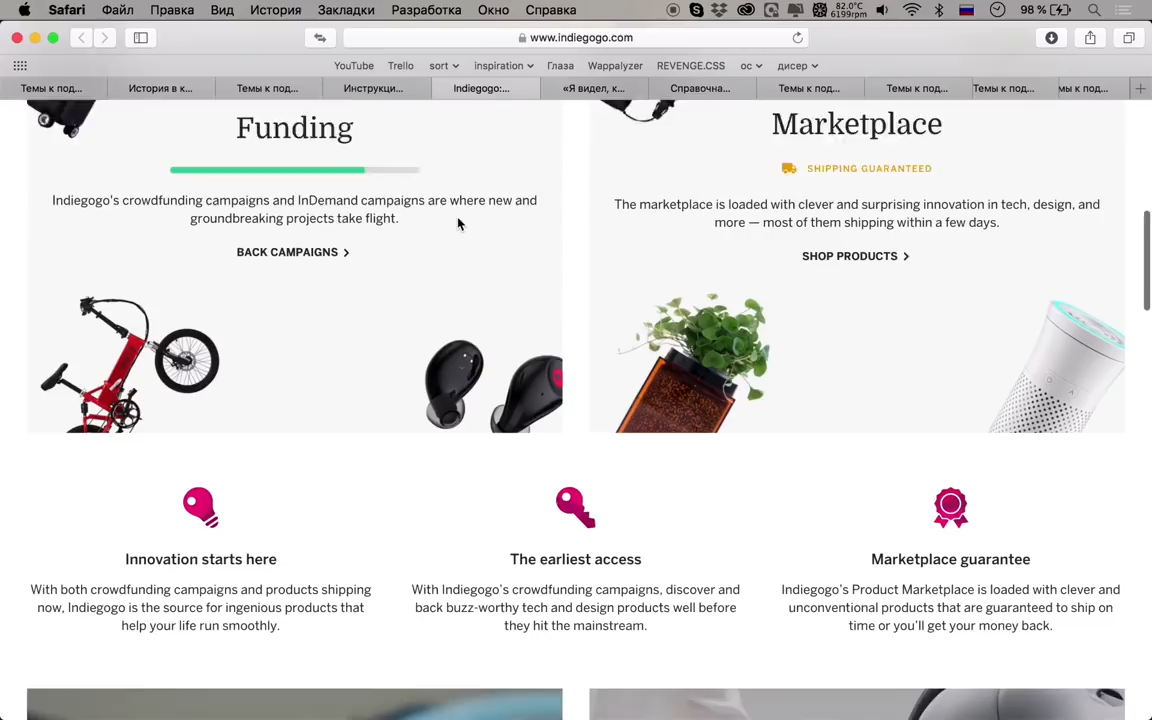 Safari Файл Правка Вид История Закладки Разработка Окно Справка
82.0°C
6199rpm
98 %
www.indiegogo.com
YouTube Trello sort inspiration Глаза Wappalyzer REVENGE.CSS ос дисер
Темы к под... История в к... Темы к под... Инструкци... Indiegogo:... «Я видел, к... Справочна... Темы к под... Темы к под... Темы к под... мы к под...
Funding
Indiegogo's crowdfunding campaigns and InDemand campaigns are where new and
groundbreaking projects take flight.
BACK CAMPAIGNS
Marketplace
SHIPPING GUARANTEED
The marketplace is loaded with clever and surprising innovation in tech, design, and
more — most of them shipping within a few days.
SHOP PRODUCTS
Innovation starts here
With both crowdfunding campaigns and products shipping
now, Indiegogo is the source for ingenious products that
help your life run smoothly.
The earliest access
With Indiegogo's crowdfunding campaigns, discover and
back buzz-worthy tech and design products well before
they hit the mainstream.
Marketplace guarantee
Indiegogo's Product Marketplace is loaded with clever and
unconventional products that are guaranteed to ship on
time or you'll get your money back.